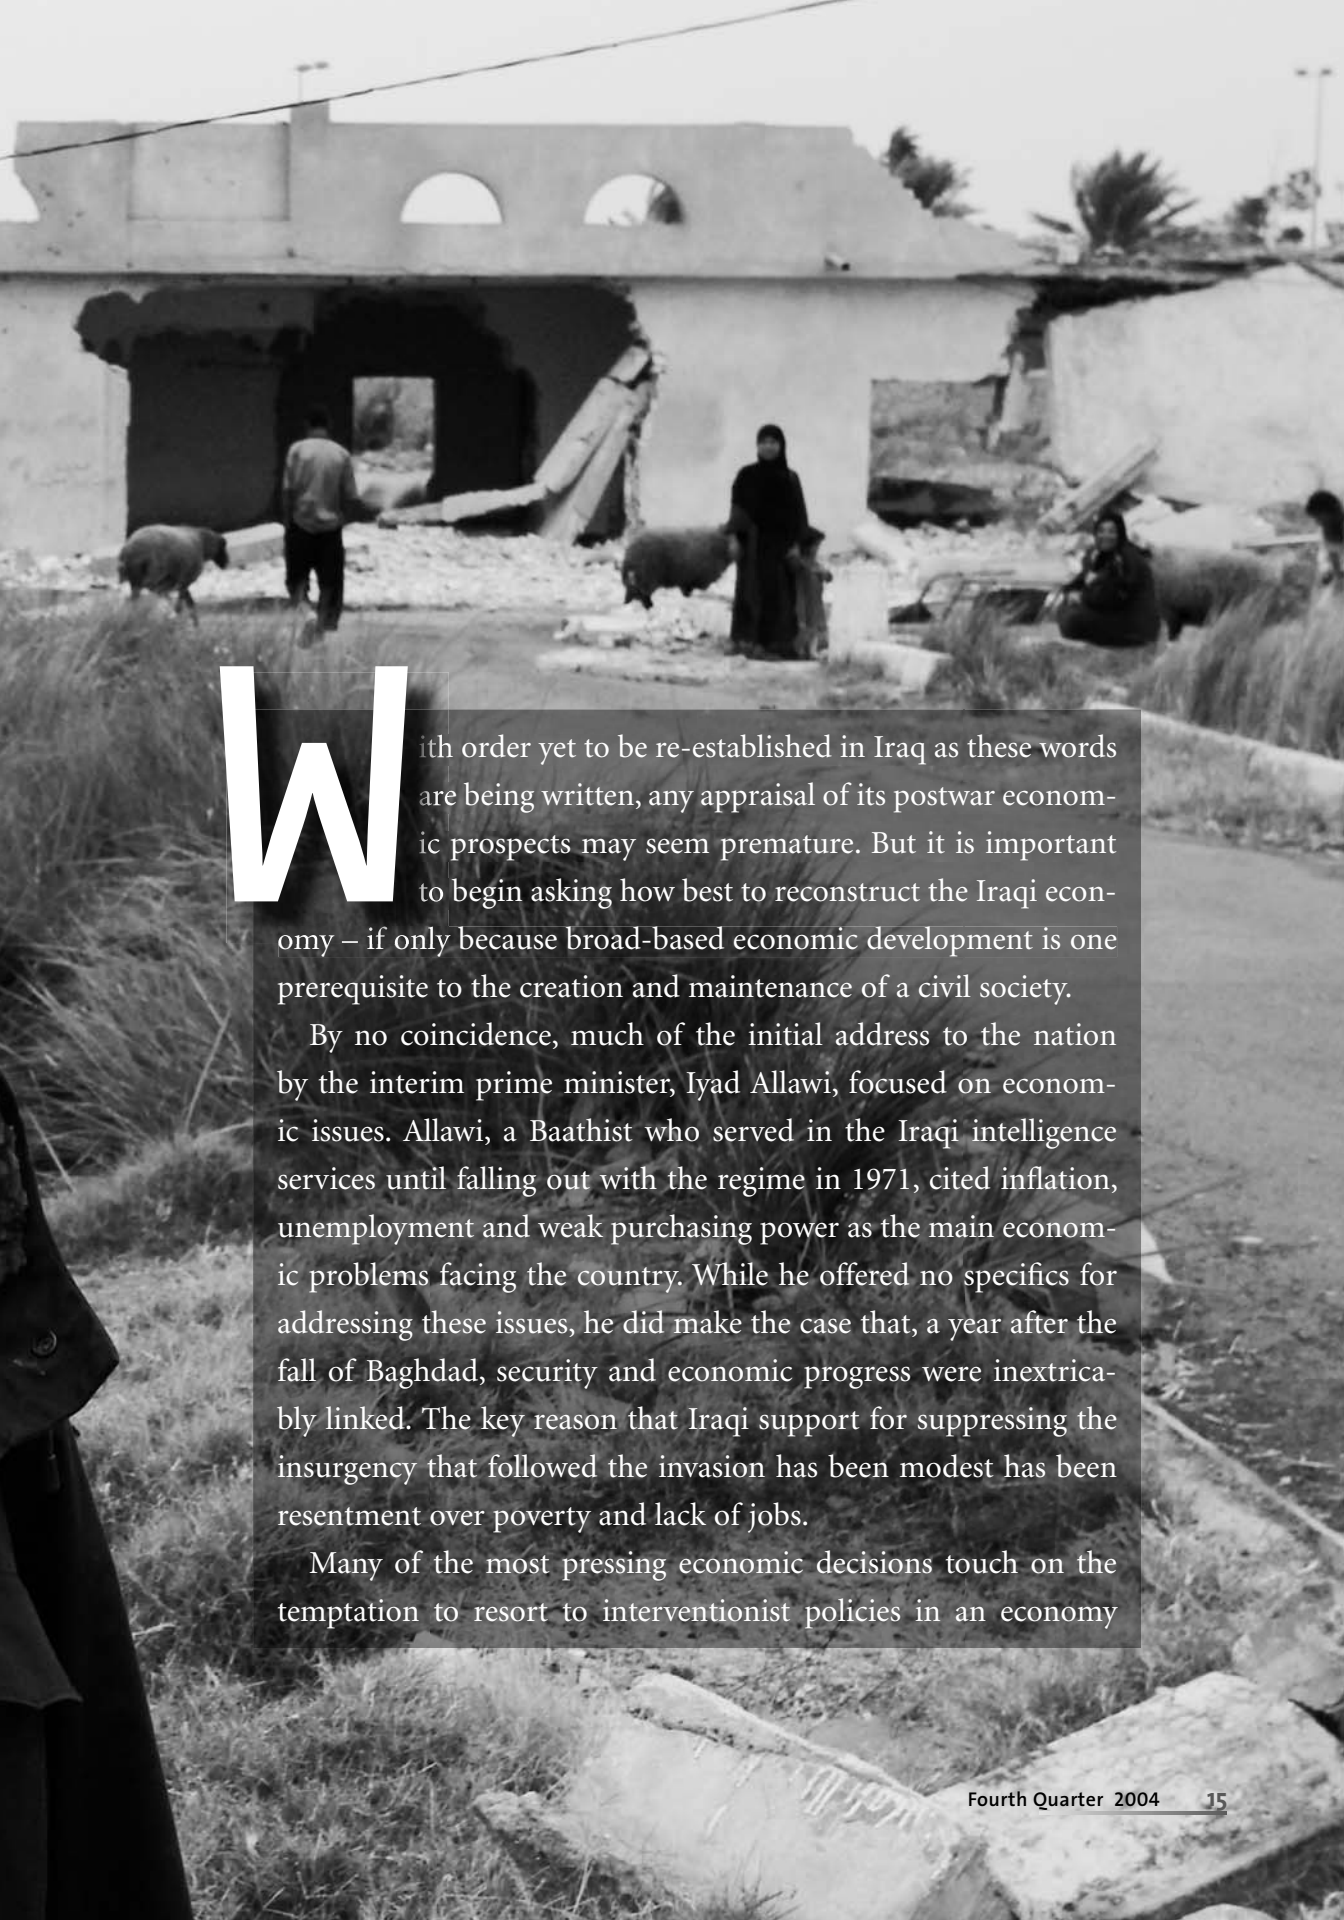 With order yet to be re-established in Iraq as these words
are being written, any appraisal of its postwar econom-
ic prospects may seem premature. But it is important
to begin asking how best to reconstruct the Iraqi econ-
omy – if only because broad-based economic development is one
prerequisite to the creation and maintenance of a civil society.
By no coincidence, much of the initial address to the nation
by the interim prime minister, Iyad Allawi, focused on econom-
ic issues. Allawi, a Baathist who served in the Iraqi intelligence
services until falling out with the regime in 1971, cited inflation,
unemployment and weak purchasing power as the main econom-
ic problems facing the country. While he offered no specifics for
addressing these issues, he did make the case that, a year after the
fall of Baghdad, security and economic progress were inextrica-
bly linked. The key reason that Iraqi support for suppressing the
insurgency that followed the invasion has been modest has been
resentment over poverty and lack of jobs.
Many of the most pressing economic decisions touch on the
temptation to resort to interventionist policies in an economy
Fourth Quarter 2004 15